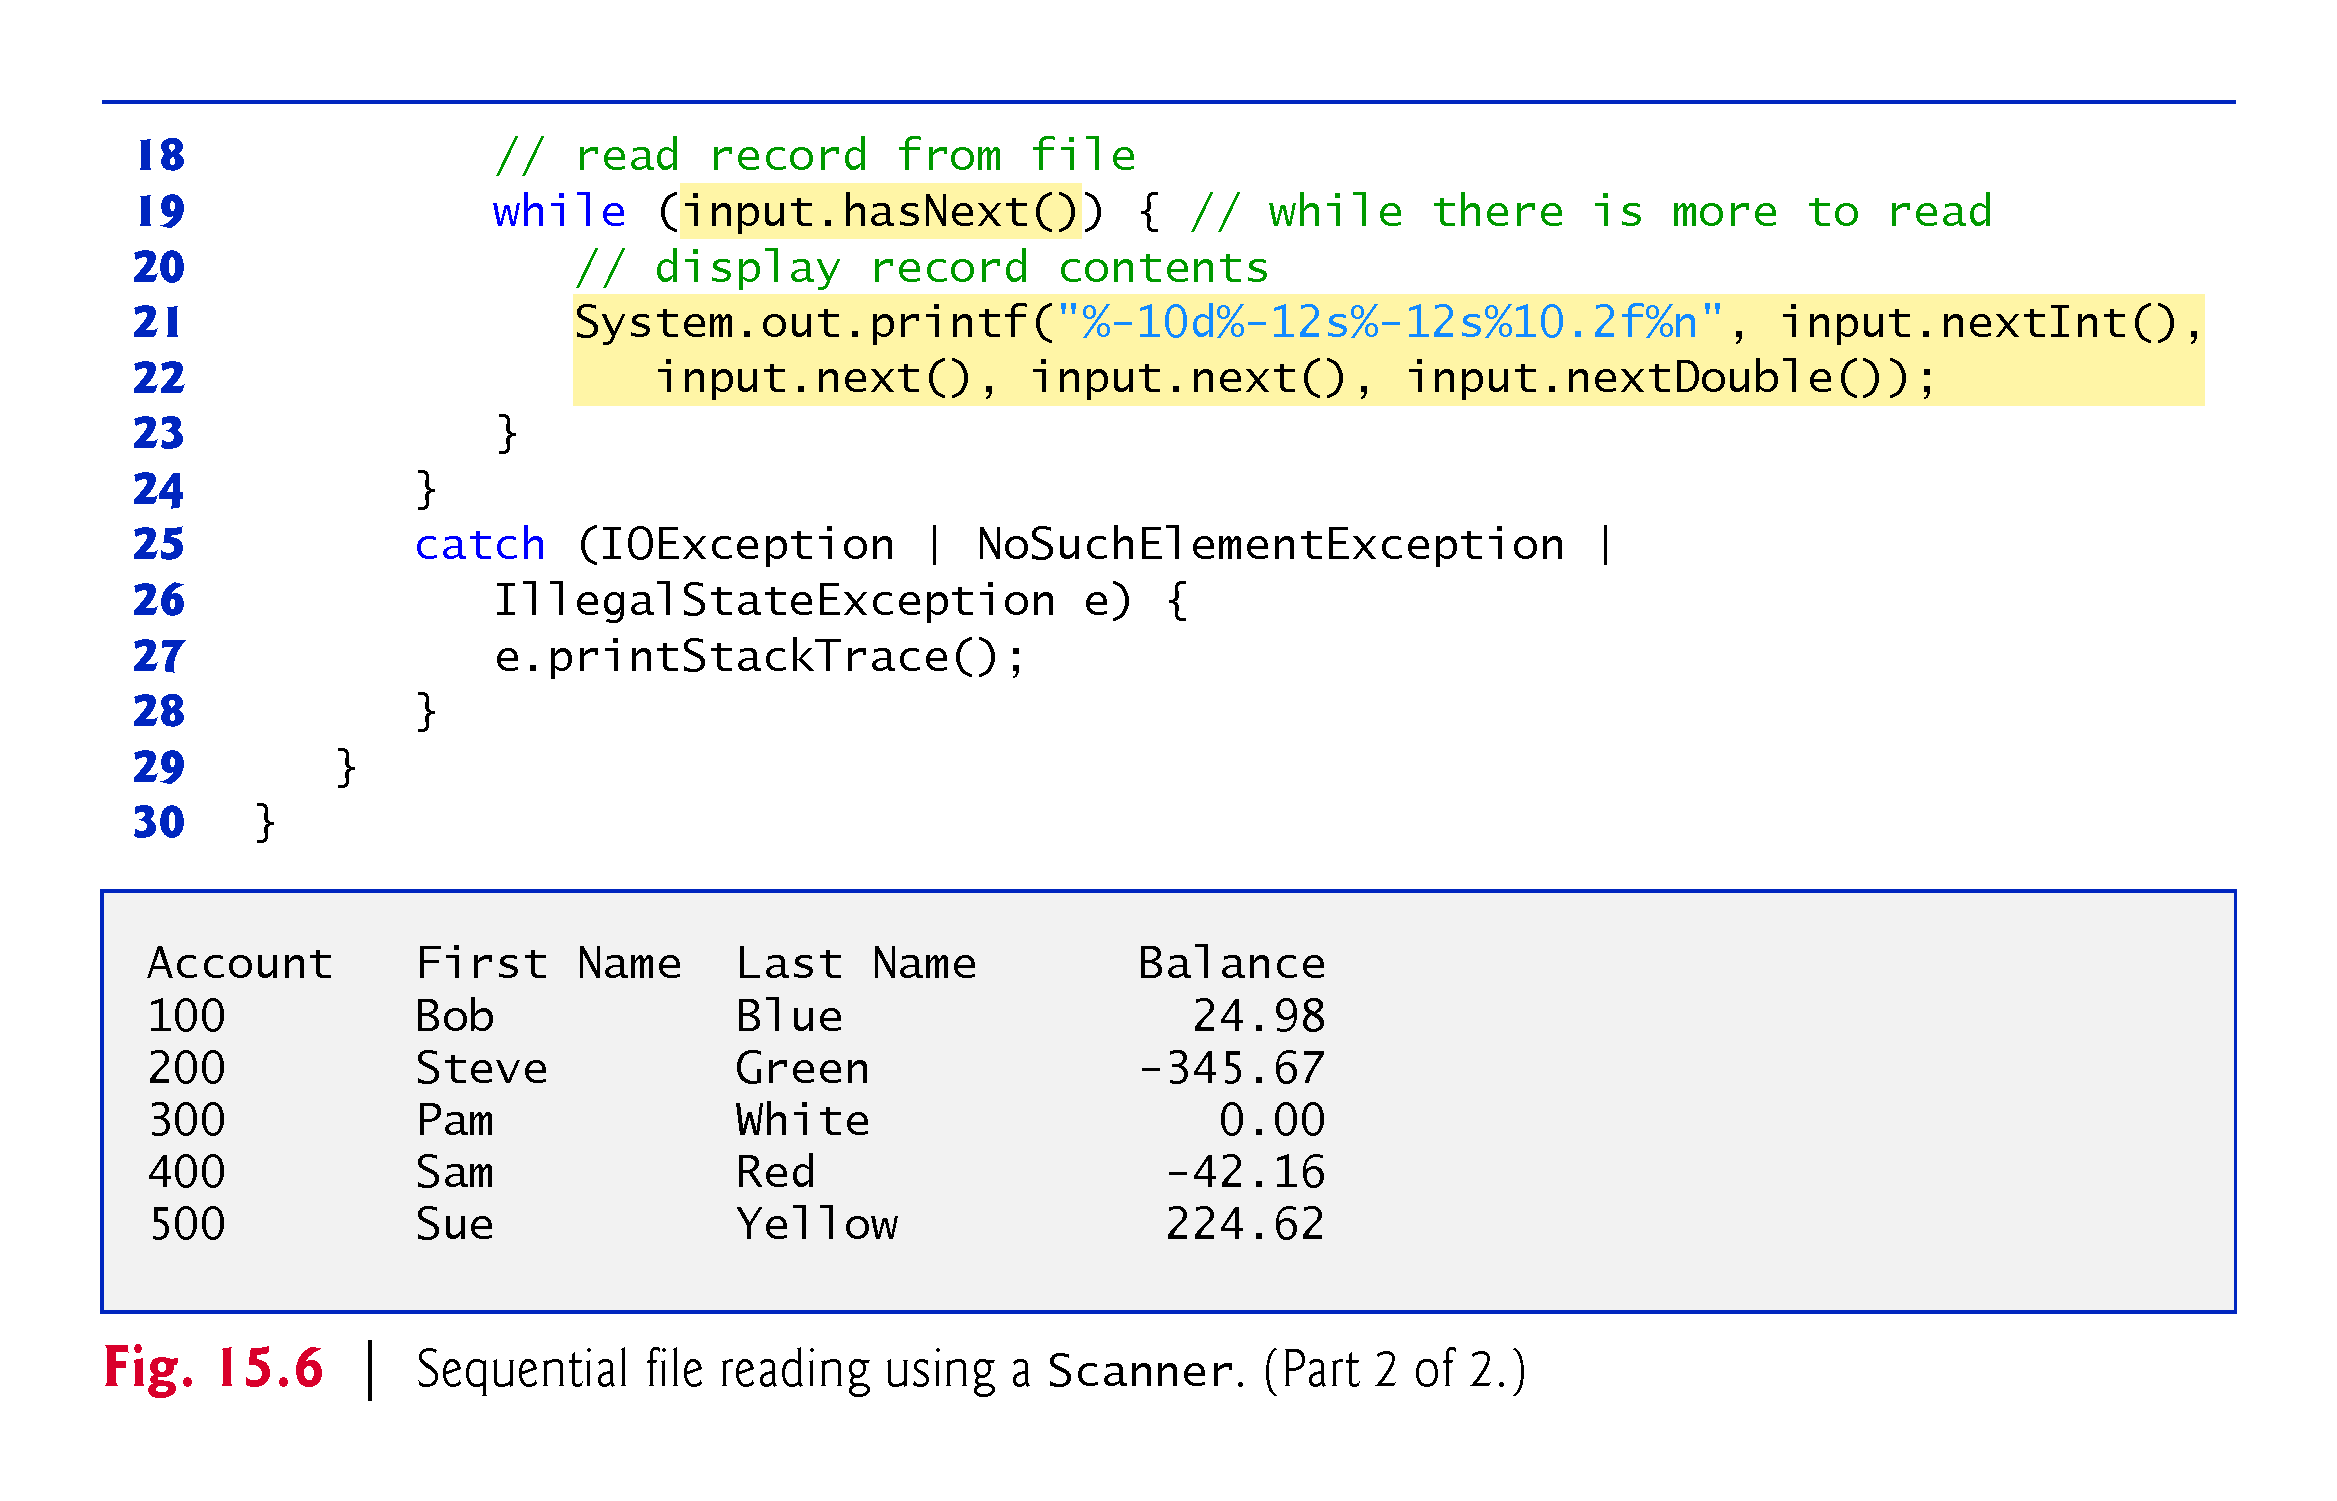 18 // read record from file
19 while (input.hasNext()) { // while there is more to read
20 // display record contents
21 System.out.printf("%-10d%-12s%-12s%10.2f%n", input.nextInt(),
22 input.next(), input.next(), input.nextDouble());
23 }
24 }
25 catch (IOException | NoSuchElementException |
26 IllegalStateException e) {
27 e.printStackTrace();
28 }
29 }
30 }
Account First Name Last Name Balance
100 Bob Blue 24.98
200 Steve Green -345.67
300 Pam White 0.00
400 Sam Red -42.16
500 Sue Yellow 224.62
Fig. 15.6 | Sequential file reading using a Scanner. (Part 2 of 2.)